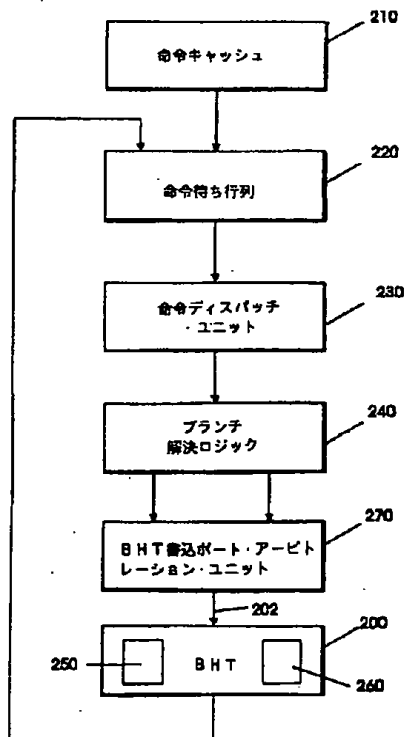 210
命令キャッシュ
220
命令待ち行列
230
命令ディスパッチ
・ユニット
240
ブランチ
解決ロジック
270
BHT書込ポート・アービト
レーション・ユニット
202
200
250
BHT
260